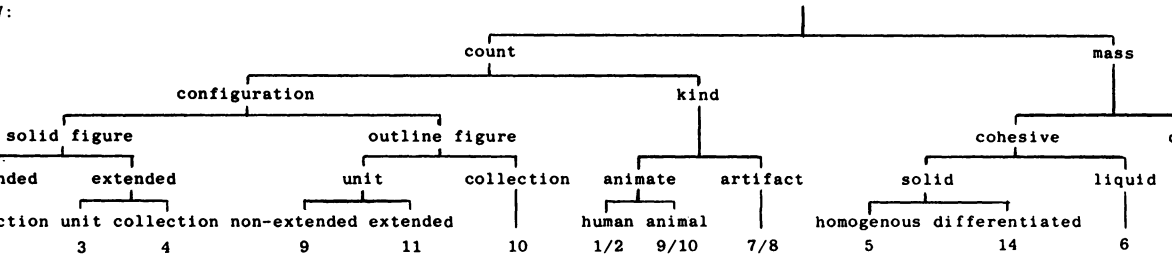 count mass
configuration kind
solid figure outline figure cohesive
extended unit collection animate artifact solid liquid
unit collection non-extended extended human animal homogenous differentiated
3 4 9 11 10 1/2 9/10 7/8 5 14 6